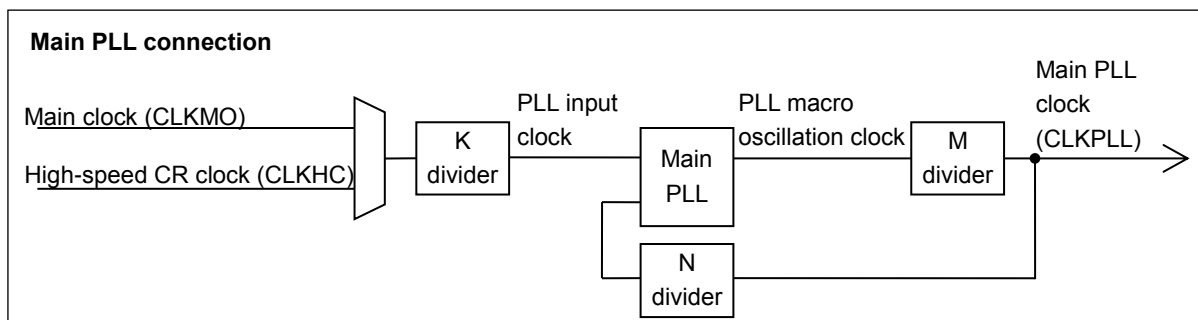 Main PLL connection
Main clock (CLKMO)
High-speed CR clock (CLKHC)
K
divider
PLL input
clock
Main
PLL
PLL macro
oscillation clock
M
divider
Main PLL
clock
(CLKPLL)
N
divider